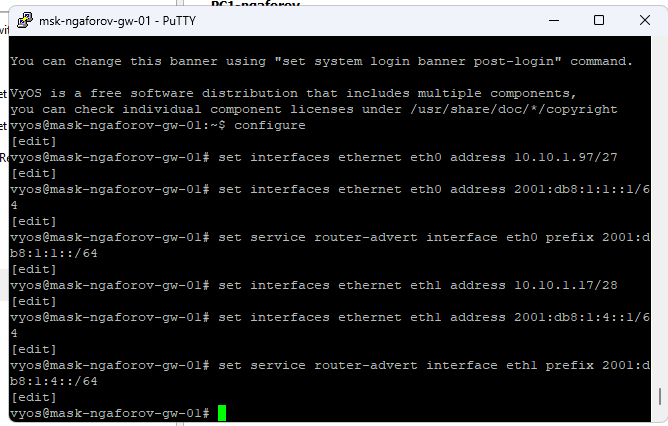 PC1-ngaforov
msk-ngaforov-gw-01 - PuTTY
You can change this banner using "set system login banner post-login" command.
VyOS is a free software distribution that includes multiple components,
you can check individual component licenses under /usr/share/doc/*/copyright
vyos@mask-ngaforov-gw-01:~$ configure
[edit]
vyos@mask-ngaforov-gw-01# set interfaces ethernet eth0 address 10.10.1.97/27
[edit]
vyos@mask-ngaforov-gw-01# set interfaces ethernet eth0 address 2001:db8:1:1::1/6
4
[edit]
vyos@mask-ngaforov-gw-01# set service router-advert interface eth0 prefix 2001:d
b8:1:1::/64
[edit]
vyos@mask-ngaforov-gw-01# set interfaces ethernet eth1 address 10.10.1.17/28
[edit]
vyos@mask-ngaforov-gw-01# set interfaces ethernet eth1 address 2001:db8:1:4::1/6
4
[edit]
vyos@mask-ngaforov-gw-01# set service router-advert interface eth1 prefix 2001:d
b8:1:4::/64
[edit]
vyos@mask-ngaforov-gw-01#